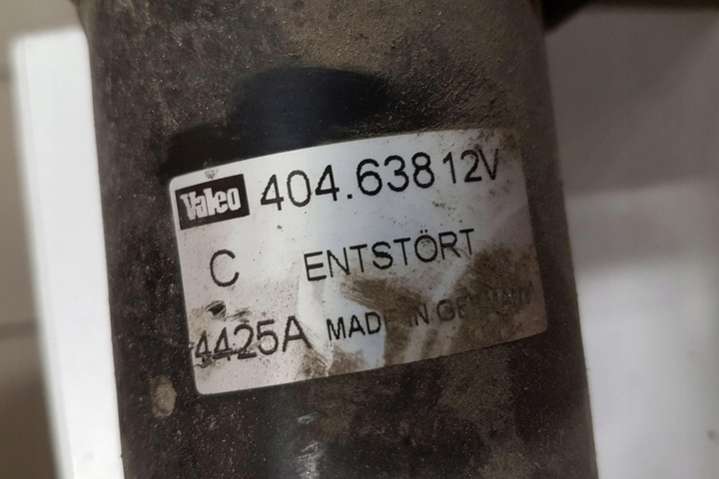 Valeo 404.638 12V
C ENTSTÖRT
4425A MADE IN GERMANY